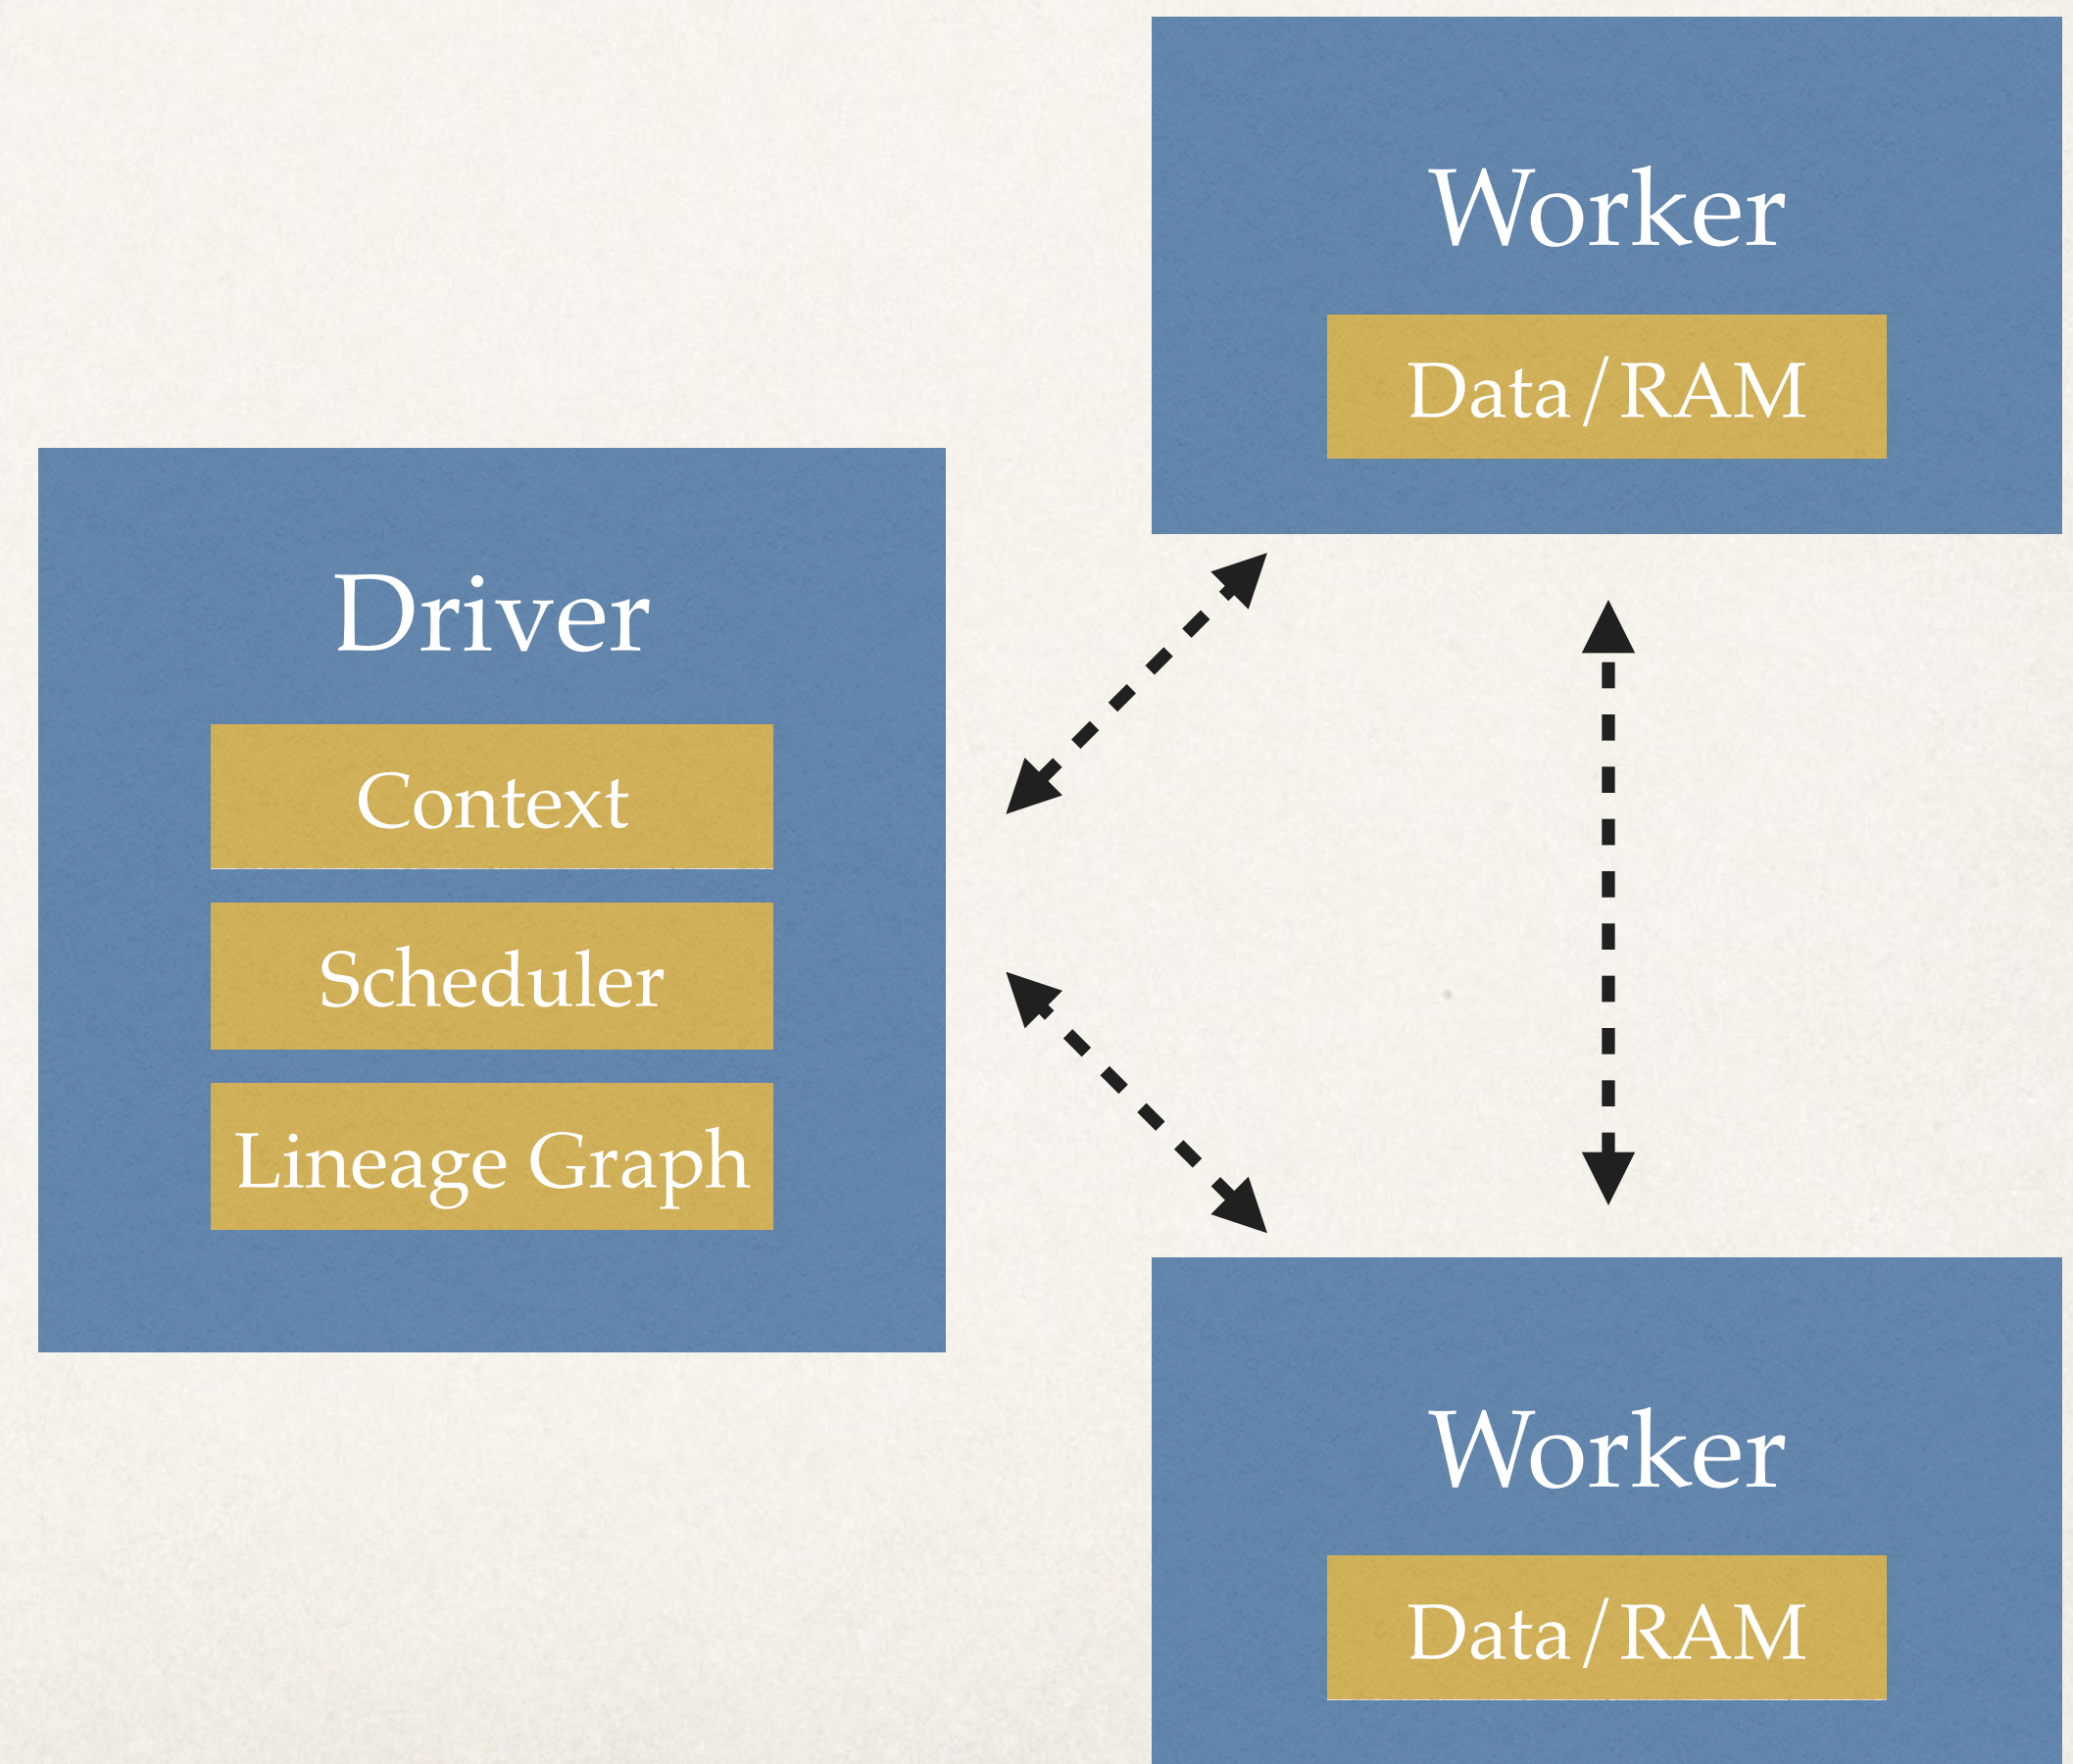 Worker
Data/RAM
Driver
Context
Scheduler
Lineage Graph
Worker
Data/RAM